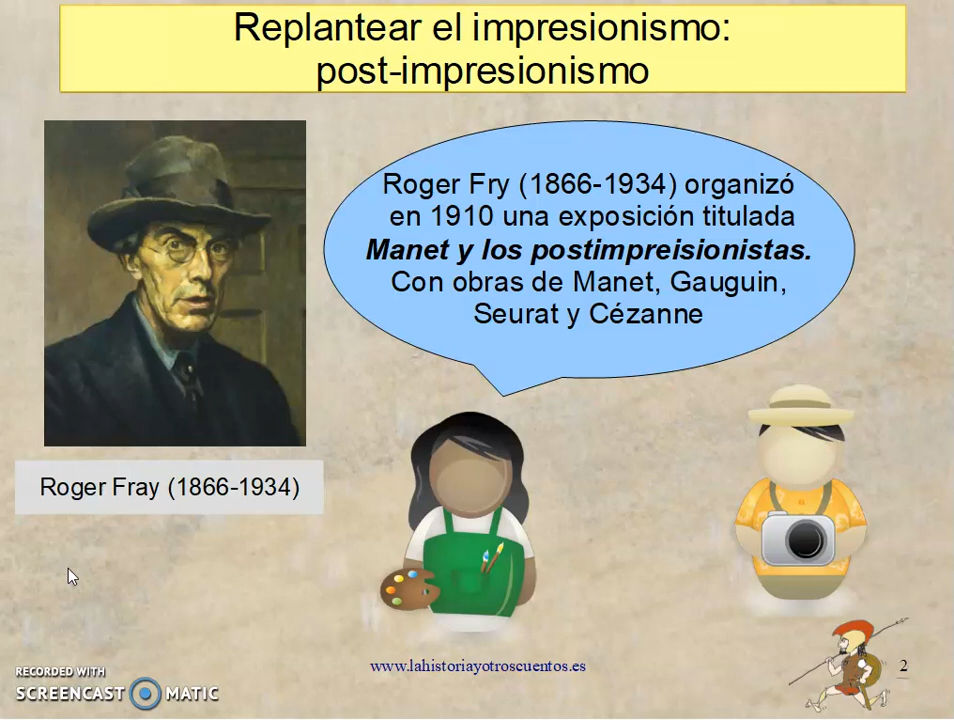 Replantear el impresionismo:
post-impresionismo
Roger Fry (1866-1934) organizó
en 1910 una exposición titulada
Manet y los postimpreisionistas.
Con obras de Manet, Gauguin,
Seurat y Cézanne
Roger Fray (1866-1934)
www.lahistoriayotroscuentos.es
2
RECORDED WITH
SCREENCAST MATIC